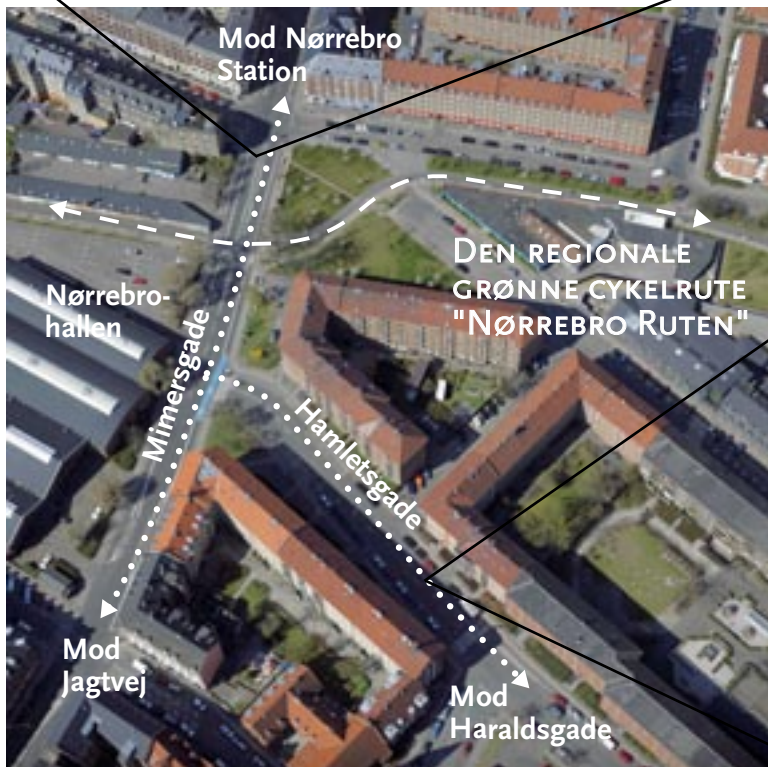 Mod Nørrebro
Station
Den regionale
grønne cykelrute
"Nørrebro Ruten"
Nørrebro-
hallen
Mimersgade
Hamletsgade
Mod
Jagtvej
Mod
Haraldsgade